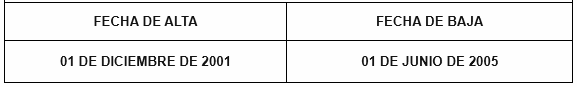 FECHA DE ALTA FECHA DE BAJA
01 DE DICIEMBRE DE 2001 01 DE JUNIO DE 2005